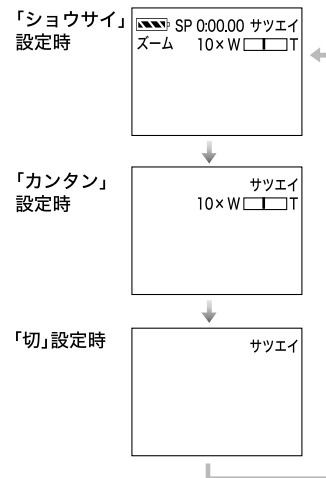 「ショウサイ」
設定時
SP 0:00.00 サツエイ
ズーム 10× W T
「カンタン」
設定時
サツエイ
10× W T
「切」設定時
サツエイ